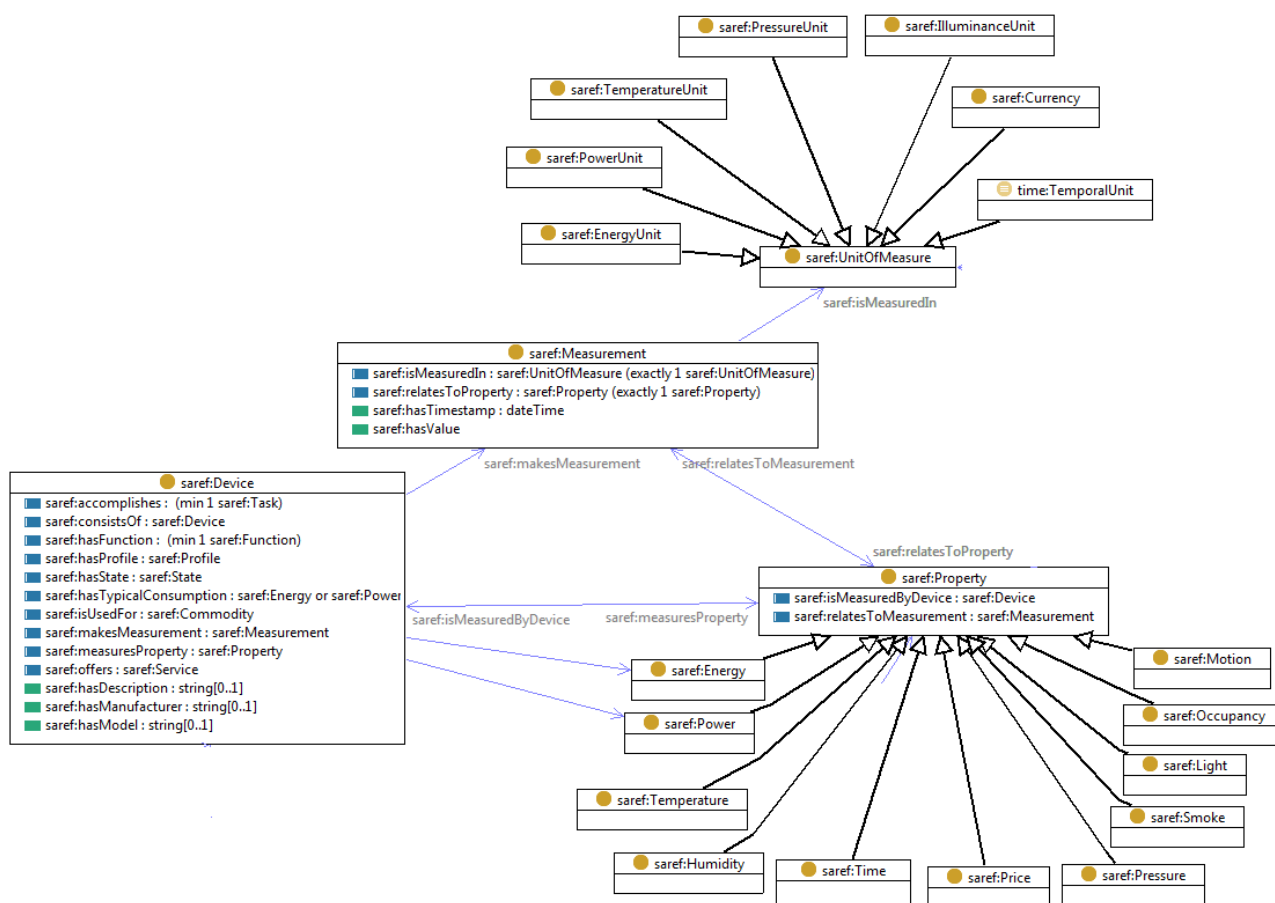 saref:PressureUnit
saref:IlluminanceUnit
saref:TemperatureUnit
saref:Currency
saref:PowerUnit
time:TemporalUnit
saref:EnergyUnit
saref:UnitOfMeasure
saref:isMeasuredIn
saref:Measurement
saref:isMeasuredIn : saref:UnitOfMeasure (exactly 1 saref:UnitOfMeasure)
saref:relatesToProperty : saref:Property (exactly 1 saref:Property)
saref:hasTimestamp : dateTime
saref:hasValue
saref:makesMeasurement
saref:relatesToMeasurement
saref:Device
saref:accomplishes : (min 1 saref:Task)
saref:consistsOf : saref:Device
saref:hasFunction : (min 1 saref:Function)
saref:hasProfile : saref:Profile
saref:hasState : saref:State
saref:hasTypicalConsumption : saref:Energy or saref:Power
saref:isUsedFor : saref:Commodity
saref:makesMeasurement : saref:Measurement
saref:measuresProperty : saref:Property
saref:offers : saref:Service
saref:hasDescription : string[0..1]
saref:hasManufacturer : string[0..1]
saref:hasModel : string[0..1]
saref:relatesToProperty
saref:Property
saref:isMeasuredByDevice : saref:Device
saref:relatesToMeasurement : saref:Measurement
saref:isMeasuredByDevice
saref:measuresProperty
saref:Energy
saref:Motion
saref:Power
saref:Occupancy
saref:Light
saref:Temperature
saref:Smoke
saref:Humidity
saref:Time
saref:Price
saref:Pressure